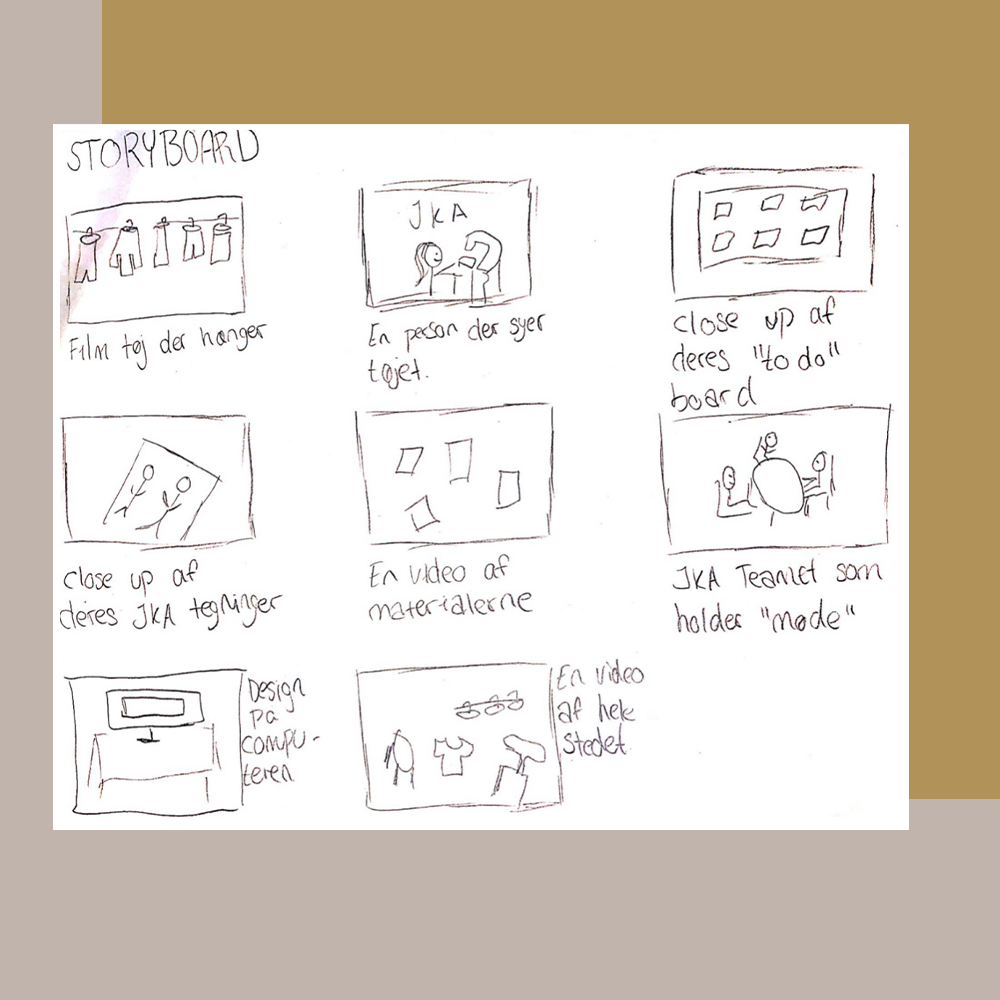 STORYBOARD
Film tøj der hænger
JKA
En person der syer
tøjet.
close up af
deres "to do"
board
close up af
deres JKA tegninger
En video af
materialerne
JKA Teamet som
holder "møde"
Design
på
compu-
teren
En video
af hele
stedet